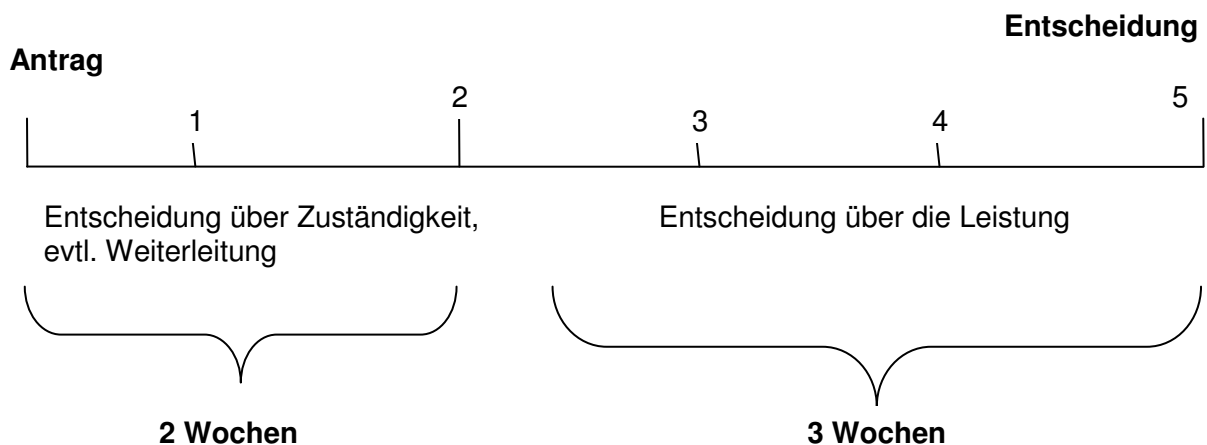 Entscheidung
Antrag
1
2
3
4
5
Entscheidung über Zuständigkeit,
evtl. Weiterleitung
Entscheidung über die Leistung
2 Wochen
3 Wochen